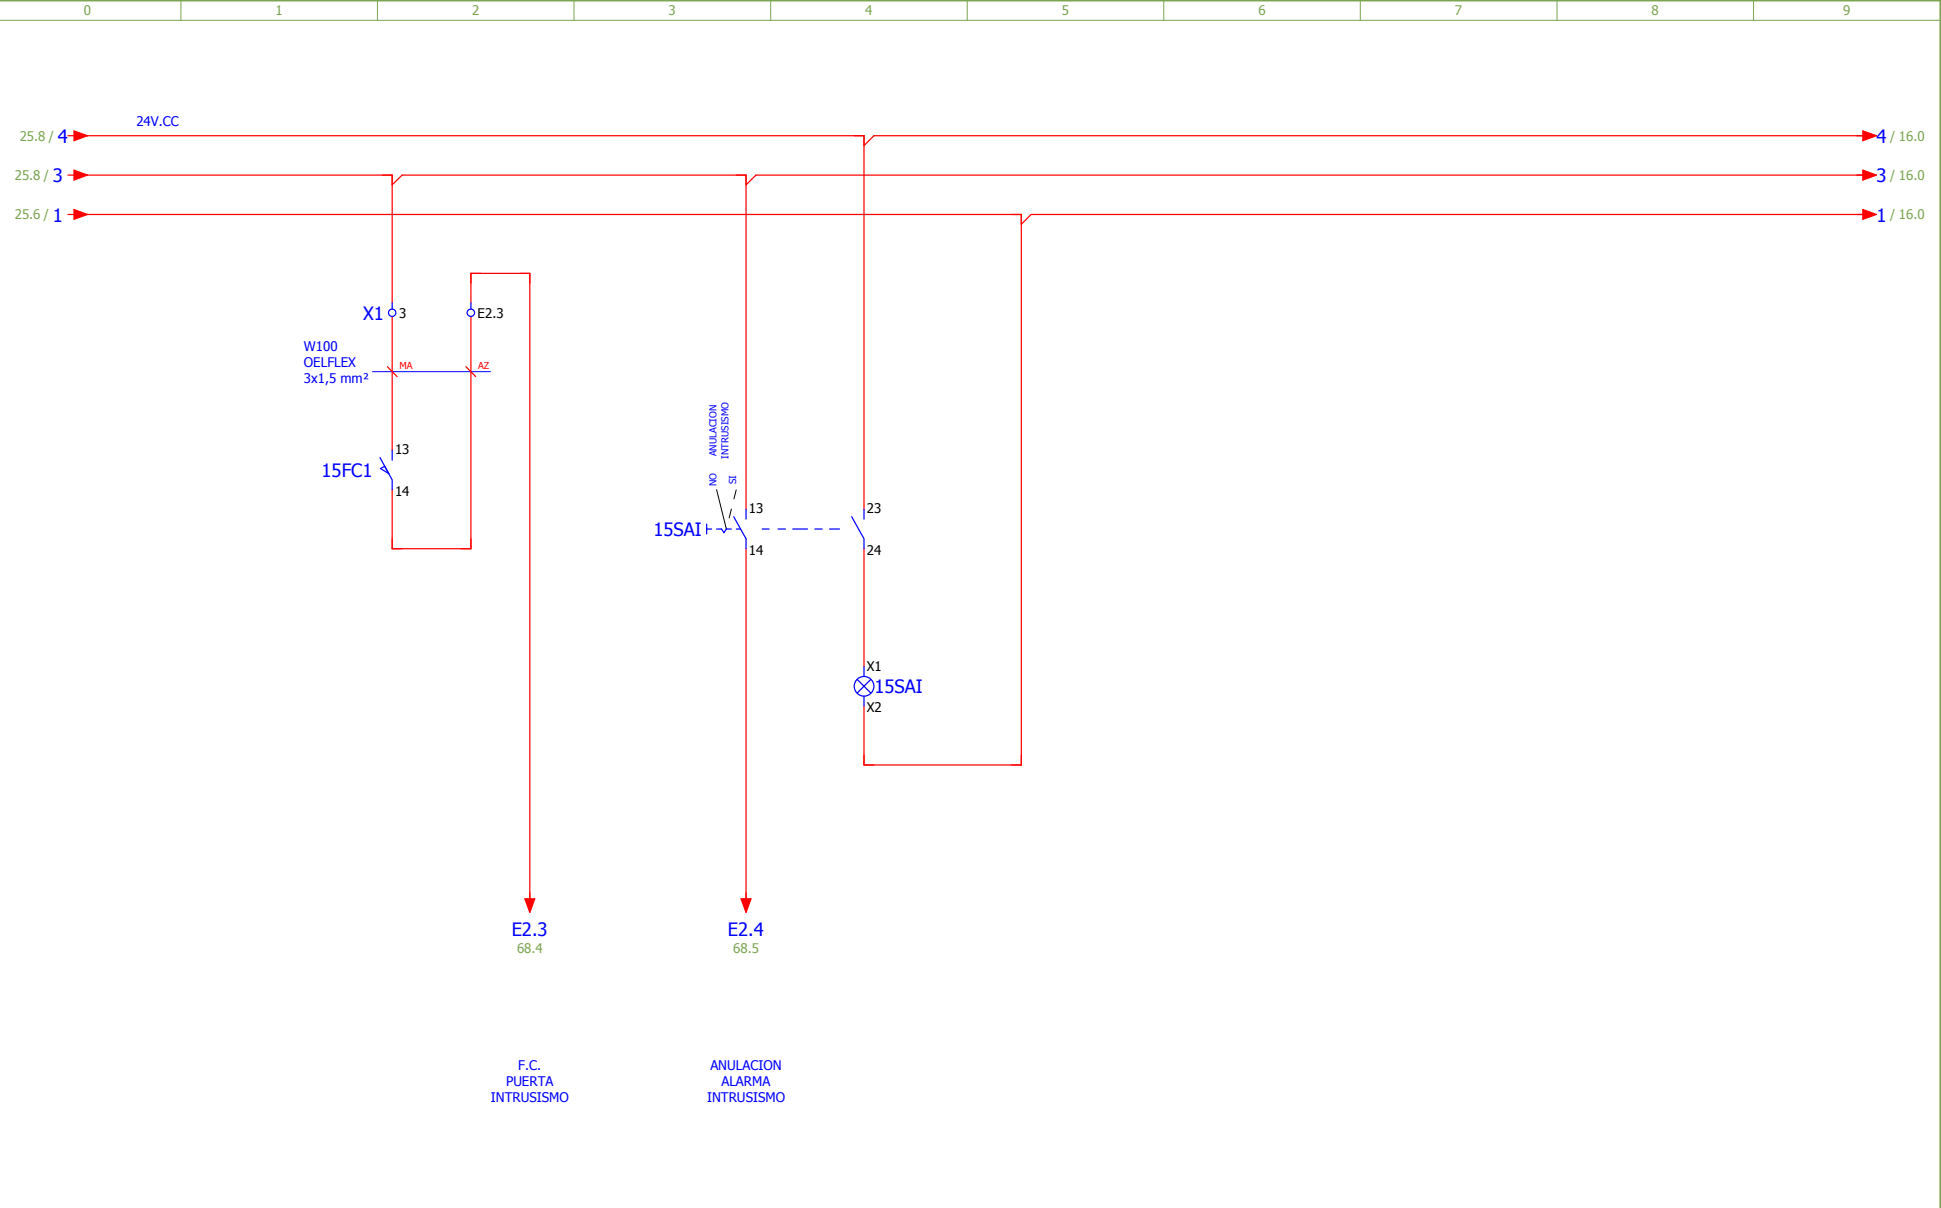 0 1 2 3 4 5 6 7 8 9
24V.CC
25.8 / 4 4 / 16.0
25.8 / 3 3 / 16.0
25.6 / 1 1 / 16.0
X1 3 E2.3
W100
OELFLEX
3x1,5 mm²
MA AZ
13
15FC1
14
ANULACION
INTRUSISMO
NO SI
13 23
15SAI
14 24
X1
15SAI
X2
E2.3 E2.4
68.4 68.5
F.C.
PUERTA
INTRUSISMO
ANULACION
ALARMA
INTRUSISMO